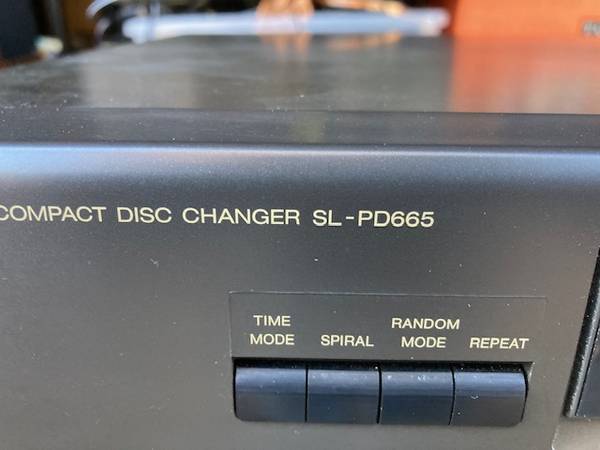 COMPACT DISC CHANGER SL-PD665
TIME MODE
SPIRAL
RANDOM MODE
REPEAT